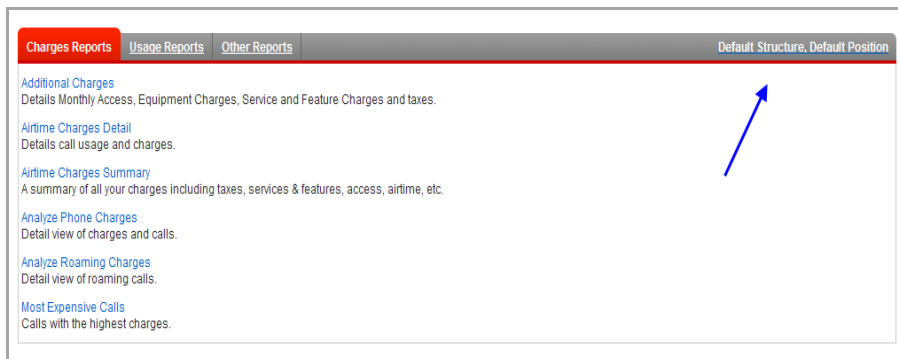 Charges Reports Usage Reports Other Reports Default Structure, Default Position
Additional Charges
Details Monthly Access, Equipment Charges, Service and Feature Charges and taxes.
Airtime Charges Detail
Details call usage and charges.
Airtime Charges Summary
A summary of all your charges including taxes, services & features, access, airtime, etc.
Analyze Phone Charges
Detail view of charges and calls.
Analyze Roaming Charges
Detail view of roaming calls.
Most Expensive Calls
Calls with the highest charges.